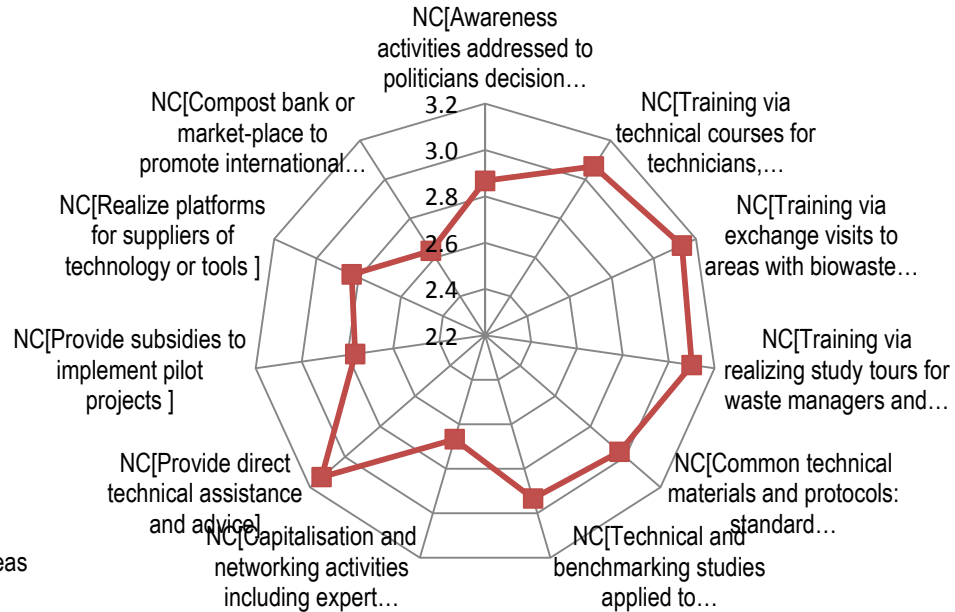 NC[Awareness
activities addressed to
politicians decision…
NC[Training via
technical courses for
technicians,…
NC[Training via
exchange visits to
areas with biowaste…
NC[Training via
realizing study tours for
waste managers and…
NC[Common technical
materials and protocols:
standard…
NC[Technical and
benchmarking studies
applied to…
NC[Capitalisation and
networking activities
including expert…
NC[Provide direct
technical assistance
and advice]
NC[Provide subsidies to
implement pilot
projects ]
NC[Realize platforms
for suppliers of
technology or tools ]
NC[Compost bank or
market-place to
promote international…
3.2
3.0
2.8
2.6
2.4
2.2
eas